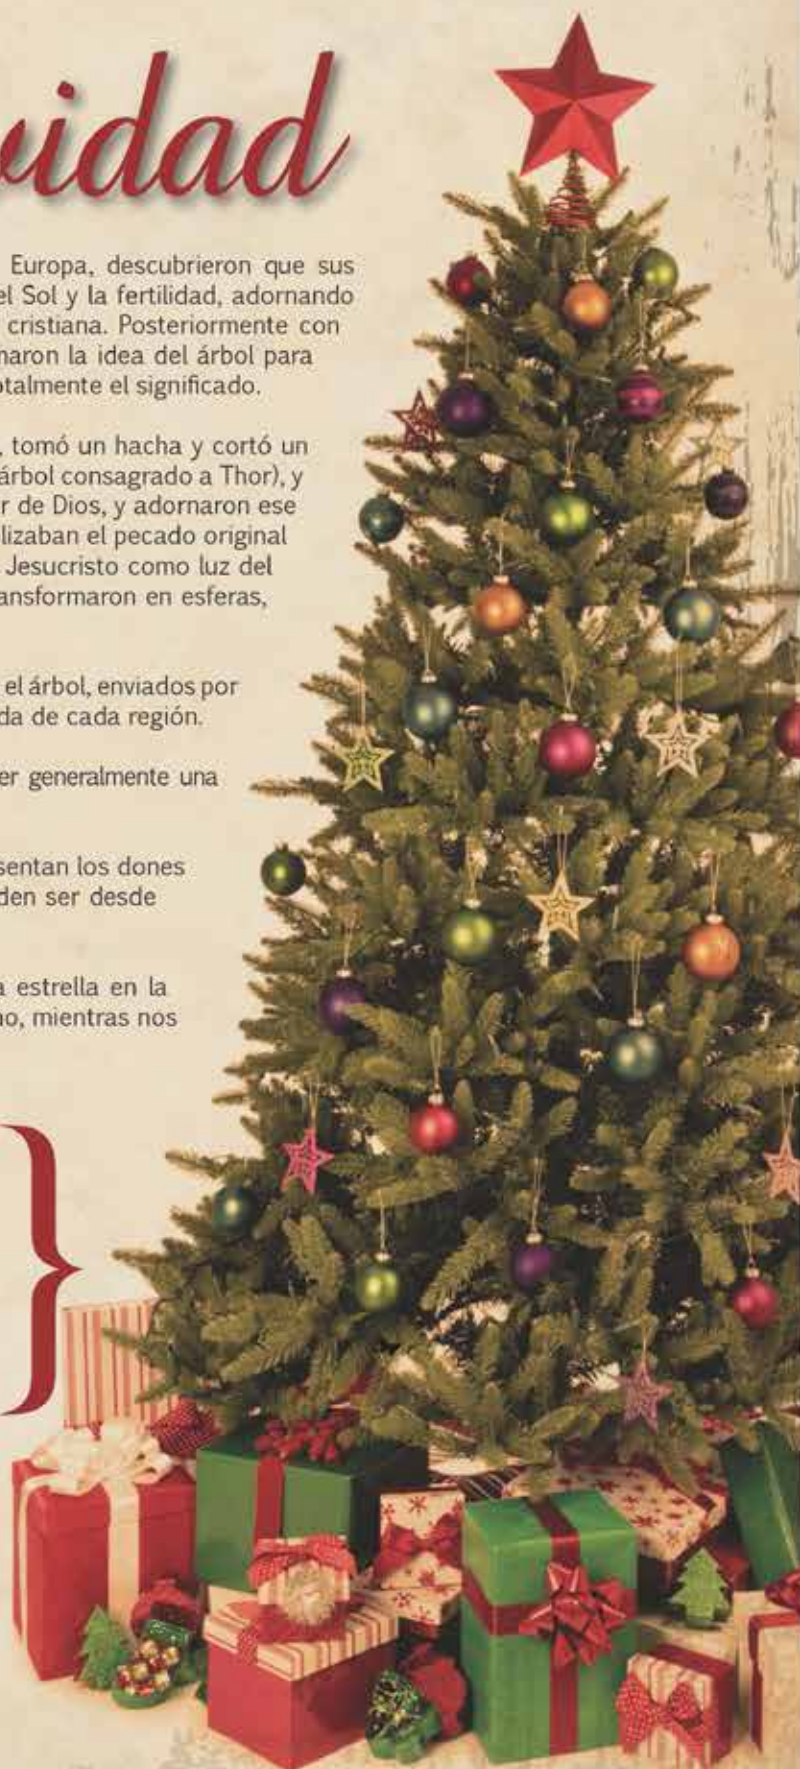 vidad
Europa, descubrieron que sus
el Sol y la fertilidad, adornando
cristiana. Posteriormente con
maron la idea del árbol para
otalmente el significado.
, tomó un hacha y cortó un
árbol consagrado a Thor), y
r de Dios, y adornaron ese
lizaban el pecado original
Jesucristo como luz del
ansformaron en esferas,
el árbol, enviados por
da de cada región.
er generalmente una
sentan los dones
den ser desde
a estrella en la
no, mientras nos
}